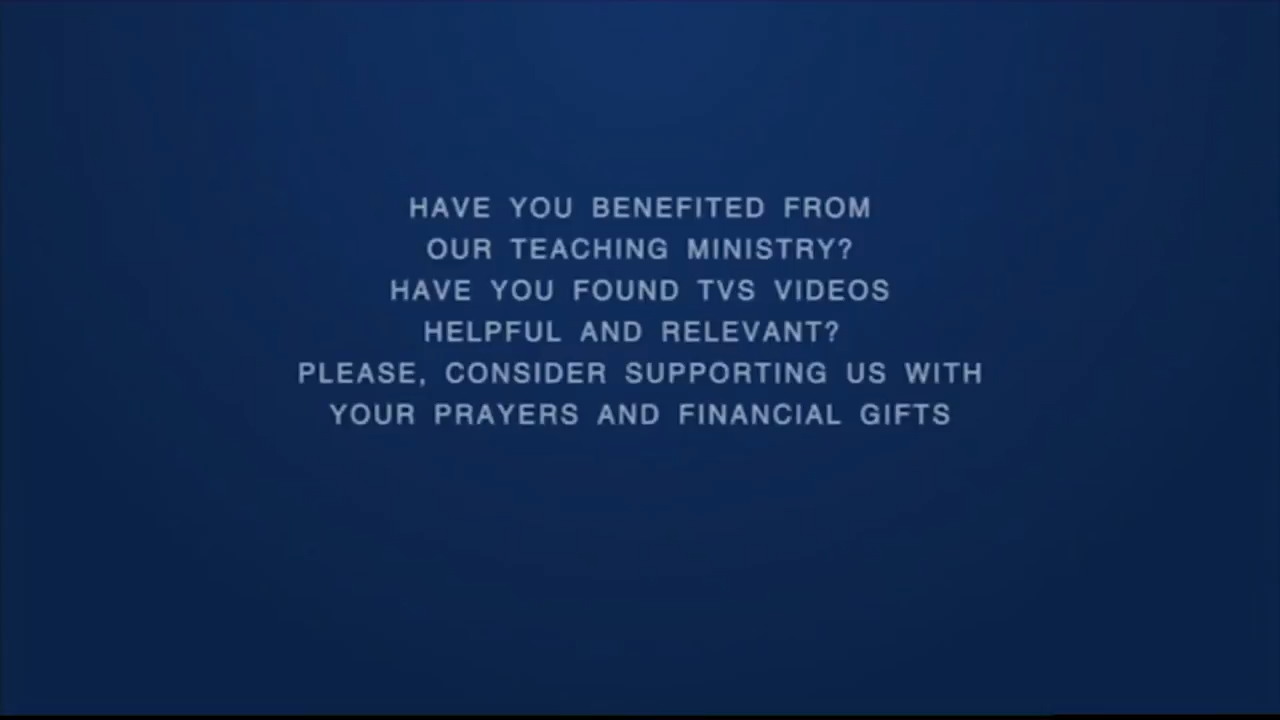 HAVE YOU BENEFITED FROM
OUR TEACHING MINISTRY?
HAVE YOU FOUND TVS VIDEOS
HELPFUL AND RELEVANT?
PLEASE, CONSIDER SUPPORTING US WITH
YOUR PRAYERS AND FINANCIAL GIFTS